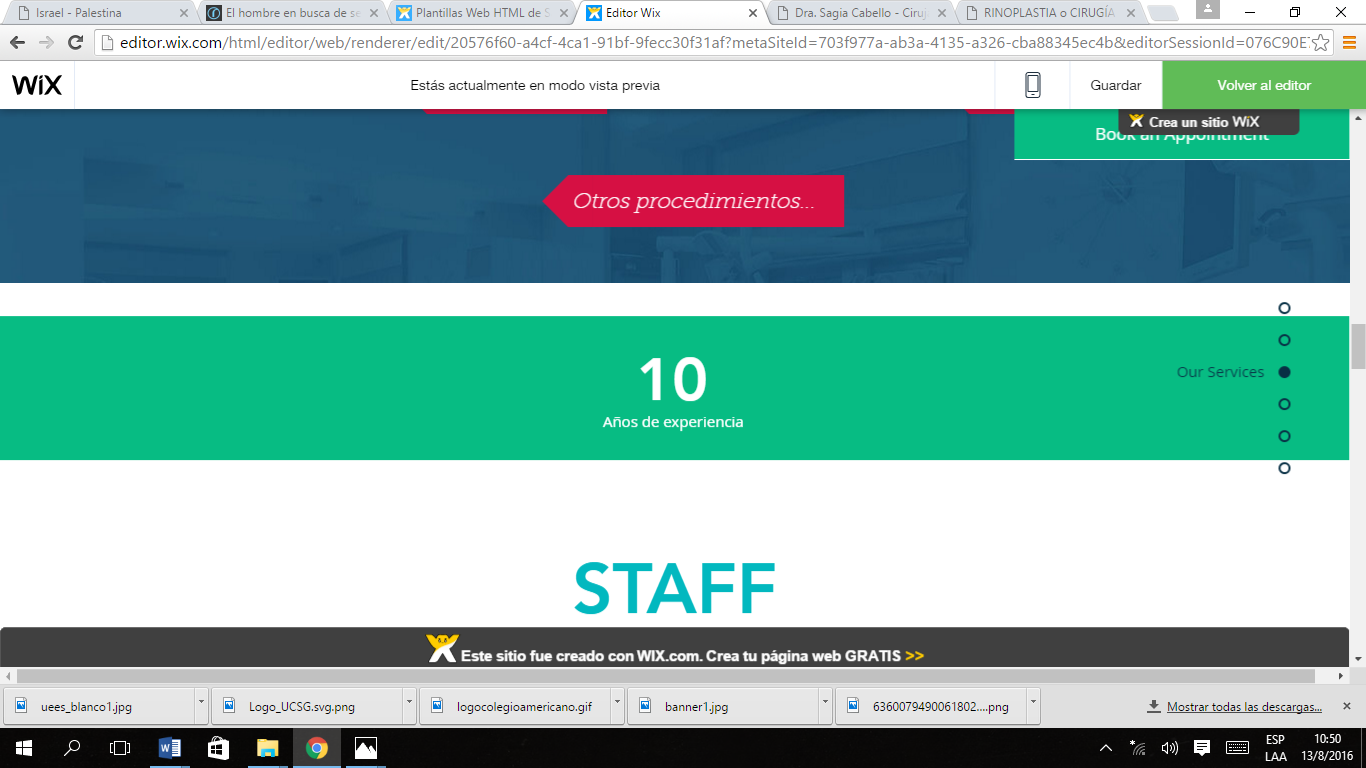 Israel - Palestina
El hombre en busca de se
Plantillas Web HTML de S
Editor Wix
Dra. Sagia Cabello - Ciruj
RINOPLASTIA o CIRUGÍA
editor.wix.com/html/editor/web/renderer/edit/20576f60-a4cf-4ca1-91bf-9fecc30f31af?metaSiteId=703f977a-ab3a-4135-a326-cba88345ec4b&editorSessionId=076C90E
WiX
Estás actualmente en modo vista previa
Guardar
Volver al editor
Crea un sitio WiX
Book an Appointment
Otros procedimientos...
10
Años de experiencia
Our Services
STAFF
Este sitio fue creado con WIX.com. Crea tu página web GRATIS >>
uees_blanco1.jpg
Logo_UCSG.svg.png
logocolegioamericano.gif
banner1.jpg
6360079490061802....png
Mostrar todas las descargas...
ESP
LAA
10:50
13/8/2016